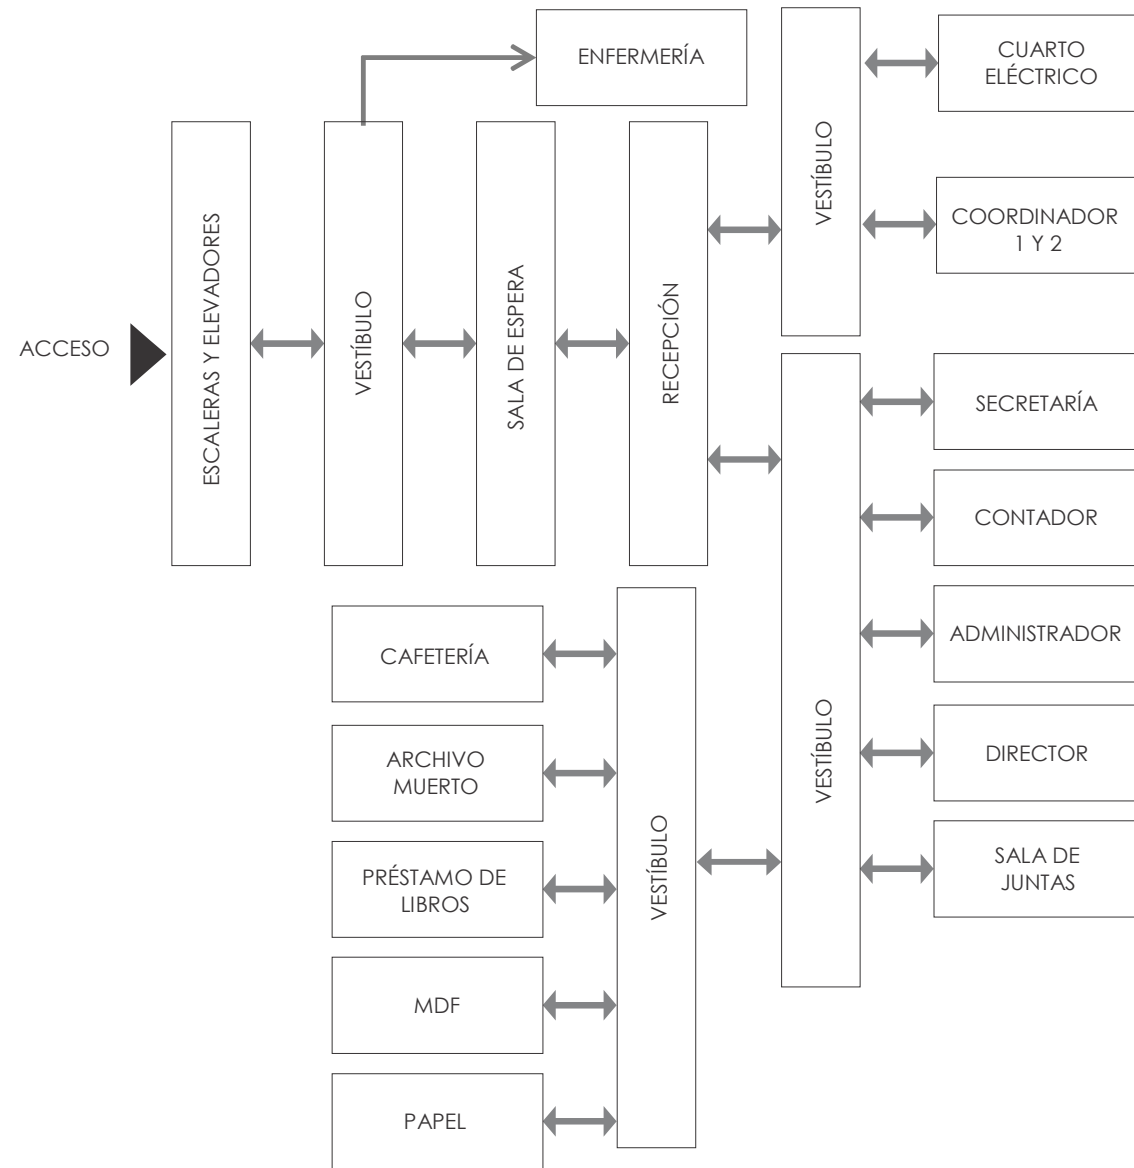 ACCESO
ESCALERAS Y ELEVADORES
VESTÍBULO
ENFERMERÍA
SALA DE ESPERA
RECEPCIÓN
VESTÍBULO
CUARTO
ELÉCTRICO
COORDINADOR
1 Y 2
VESTÍBULO
SECRETARÍA
CONTADOR
ADMINISTRADOR
DIRECTOR
SALA DE
JUNTAS
VESTÍBULO
CAFETERÍA
ARCHIVO
MUERTO
PRÉSTAMO DE
LIBROS
MDF
PAPEL